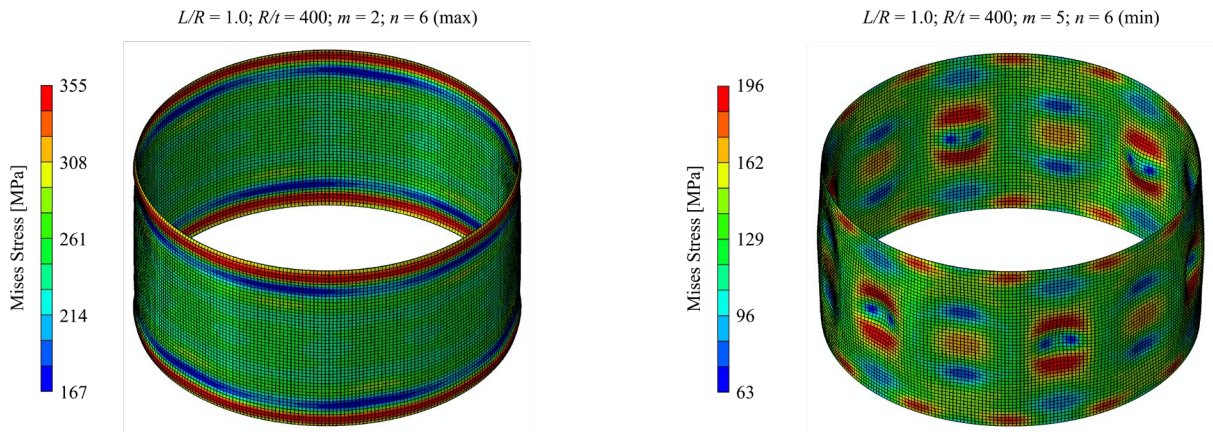 L/R = 1.0; R/t = 400; m = 2; n = 6 (max)
355
308
261
214
167
Mises Stress [MPa]
L/R = 1.0; R/t = 400; m = 5; n = 6 (min)
196
162
129
96
63
Mises Stress [MPa]